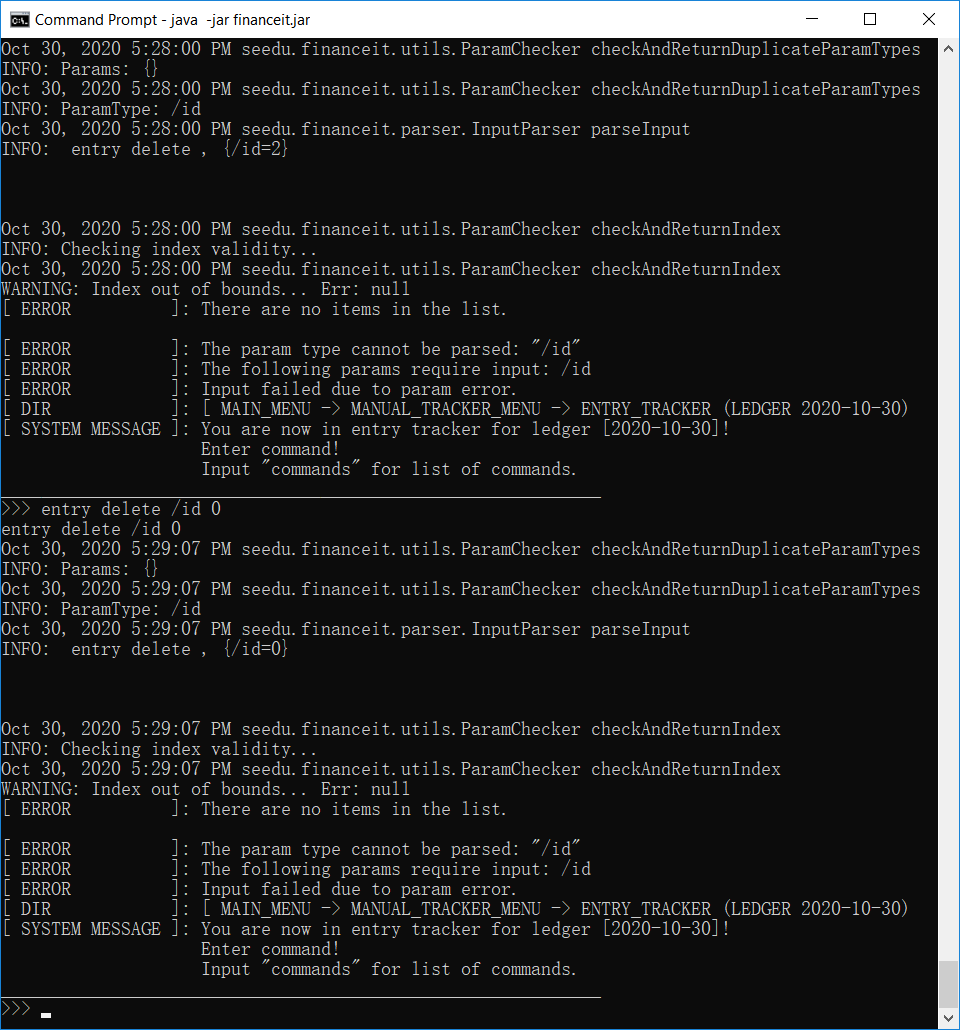 Command Prompt - java  -jar financeit.jar
Oct 30, 2020 5:28:00 PM seedu.financeit.utils.ParamChecker checkAndReturnDuplicateParamTypes
INFO: Params: {}
Oct 30, 2020 5:28:00 PM seedu.financeit.utils.ParamChecker checkAndReturnDuplicateParamTypes
INFO: ParamType: /id
Oct 30, 2020 5:28:00 PM seedu.financeit.parser.InputParser parseInput
INFO:  entry delete , {/id=2}
Oct 30, 2020 5:28:00 PM seedu.financeit.utils.ParamChecker checkAndReturnIndex
INFO: Checking index validity...
Oct 30, 2020 5:28:00 PM seedu.financeit.utils.ParamChecker checkAndReturnIndex
WARNING: Index out of bounds... Err: null
[ ERROR          ]: There are no items in the list.
[ ERROR          ]: The param type cannot be parsed: "/id"
[ ERROR          ]: The following params require input: /id
[ ERROR          ]: Input failed due to param error.
[ DIR            ]: [ MAIN_MENU -> MANUAL_TRACKER_MENU -> ENTRY_TRACKER (LEDGER 2020-10-30)
[ SYSTEM MESSAGE ]: You are now in entry tracker for ledger [2020-10-30]!
Enter command!
Input "commands" for list of commands.
>>> entry delete /id 0
entry delete /id 0
Oct 30, 2020 5:29:07 PM seedu.financeit.utils.ParamChecker checkAndReturnDuplicateParamTypes
INFO: Params: {}
Oct 30, 2020 5:29:07 PM seedu.financeit.utils.ParamChecker checkAndReturnDuplicateParamTypes
INFO: ParamType: /id
Oct 30, 2020 5:29:07 PM seedu.financeit.parser.InputParser parseInput
INFO:  entry delete , {/id=0}
Oct 30, 2020 5:29:07 PM seedu.financeit.utils.ParamChecker checkAndReturnIndex
INFO: Checking index validity...
Oct 30, 2020 5:29:07 PM seedu.financeit.utils.ParamChecker checkAndReturnIndex
WARNING: Index out of bounds... Err: null
[ ERROR          ]: There are no items in the list.
[ ERROR          ]: The param type cannot be parsed: "/id"
[ ERROR          ]: The following params require input: /id
[ ERROR          ]: Input failed due to param error.
[ DIR            ]: [ MAIN_MENU -> MANUAL_TRACKER_MENU -> ENTRY_TRACKER (LEDGER 2020-10-30)
[ SYSTEM MESSAGE ]: You are now in entry tracker for ledger [2020-10-30]!
Enter command!
Input "commands" for list of commands.
>>>